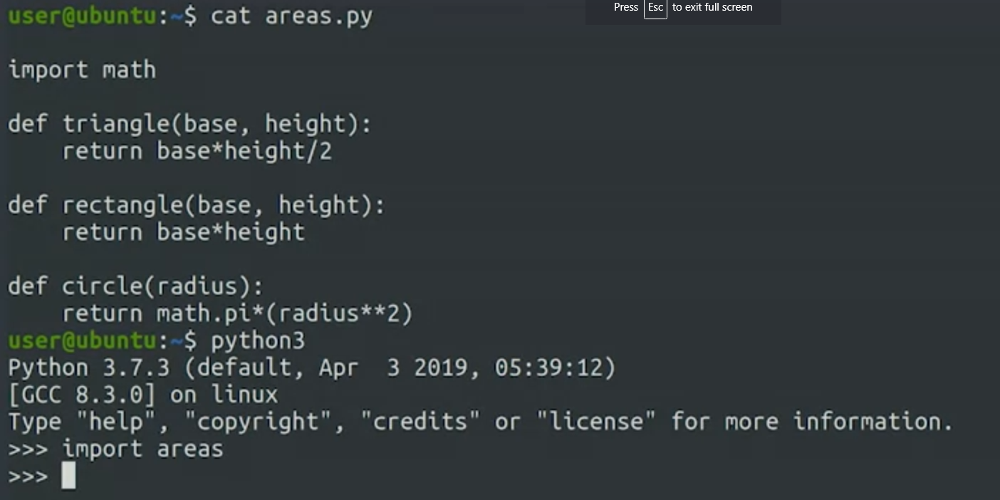 Press Esc to exit full screen
user@ubuntu:~$ cat areas.py
import math
def triangle(base, height):
    return base*height/2
def rectangle(base, height):
    return base*height
def circle(radius):
    return math.pi*(radius**2)
user@ubuntu:~$ python3
Python 3.7.3 (default, Apr  3 2019, 05:39:12)
[GCC 8.3.0] on linux
Type "help", "copyright", "credits" or "license" for more information.
>>> import areas
>>>